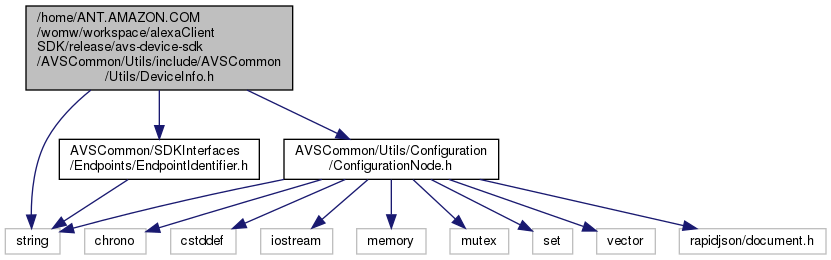 /home/ANT.AMAZON.COM
/womw/workspace/alexaClient
SDK/release/avs-device-sdk
/AVSCommon/Utils/include/AVSCommon
/Utils/DeviceInfo.h
AVSCommon/SDKInterfaces
/Endpoints/EndpointIdentifier.h
AVSCommon/Utils/Configuration
/ConfigurationNode.h
string
chrono
cstddef
iostream
memory
mutex
set
vector
rapidjson/document.h